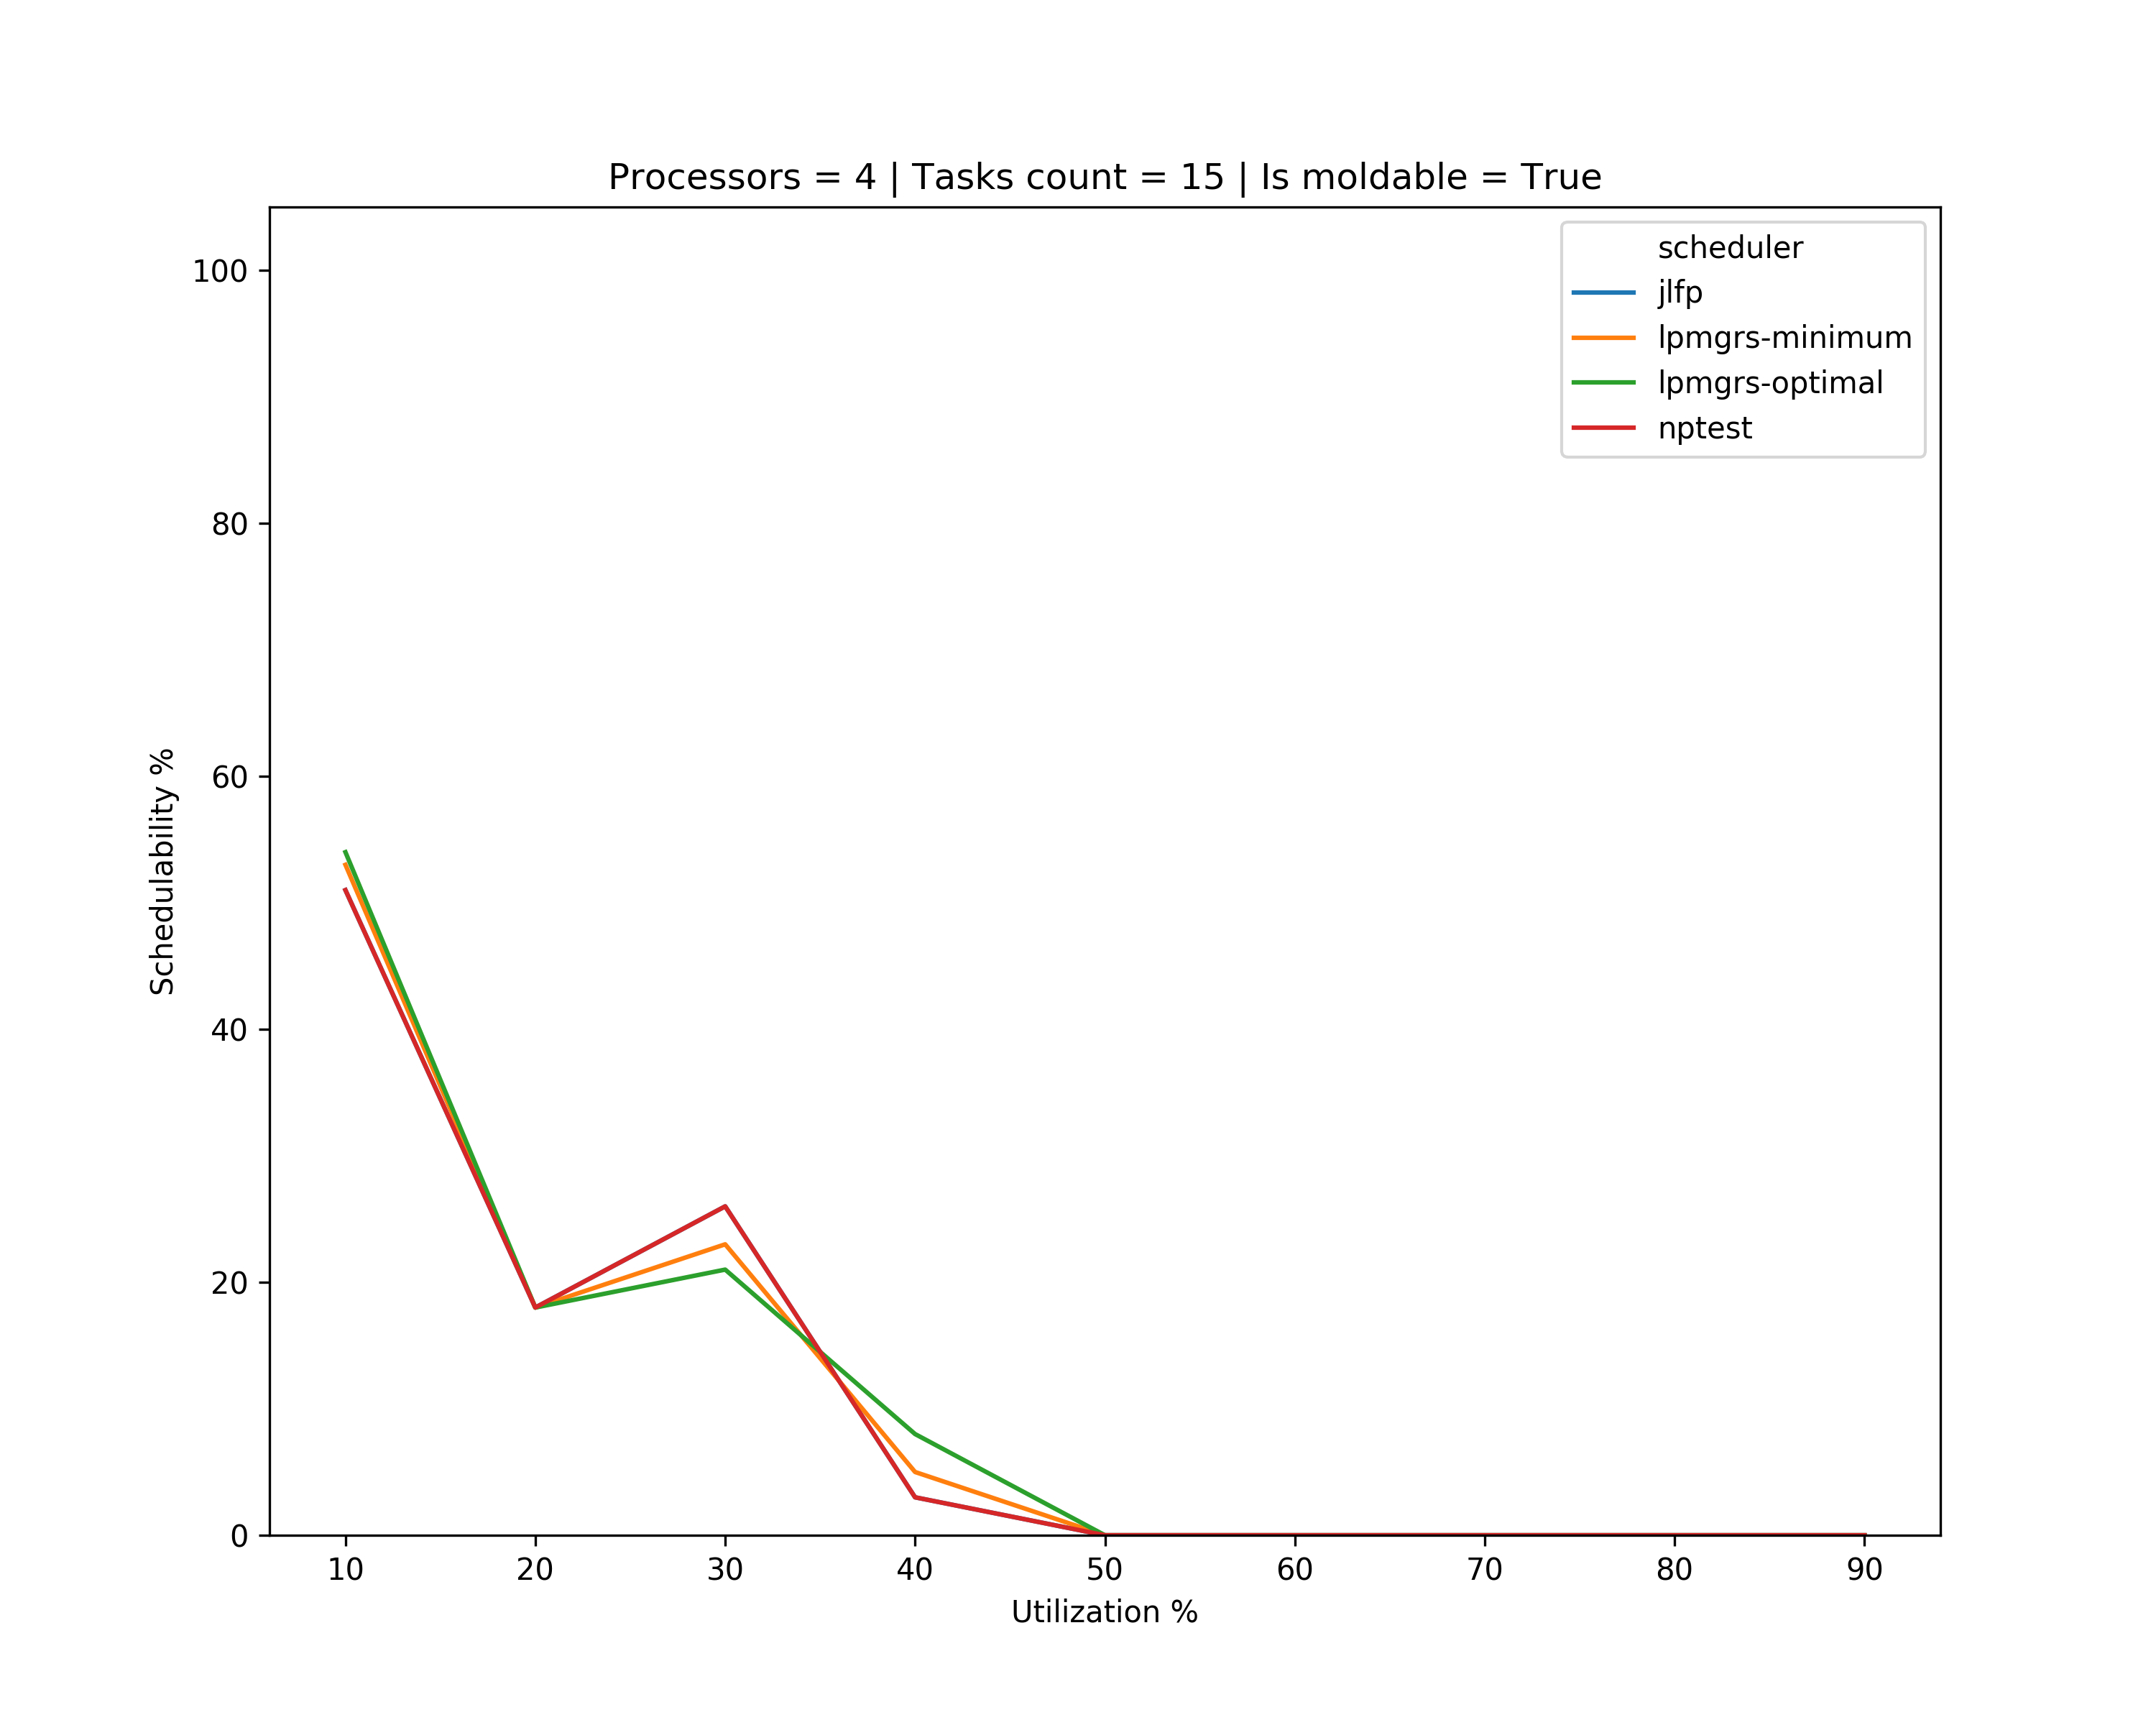 Processors = 4 | Tasks count = 15 | Is moldable = True
scheduler
jlfp
lpmgrs-minimum
lpmgrs-optimal
nptest
Schedulability %
100
80
60
40
20
0
10 20 30 40 50 60 70 80 90
Utilization %